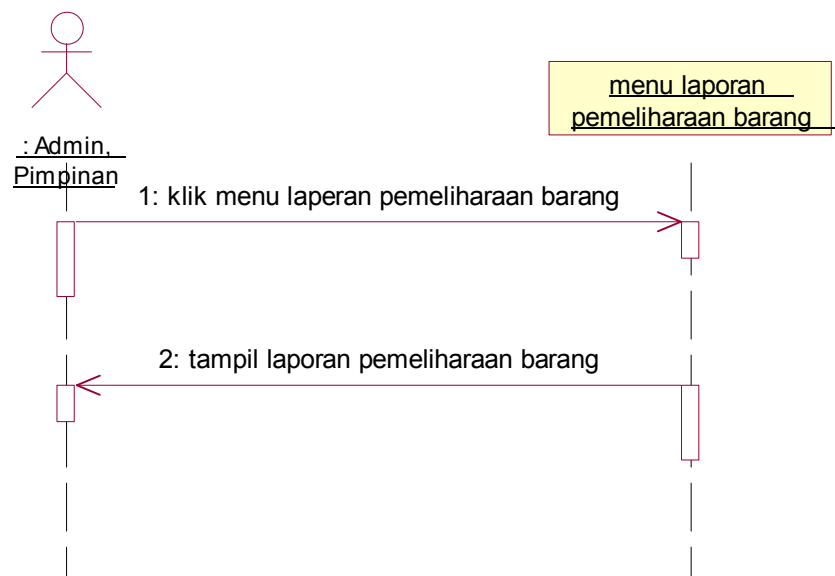 menu laporan
pemeliharaan barang
: Admin,
Pimpinan
1: klik menu laperan pemeliharaan barang
2: tampil laporan pemeliharaan barang